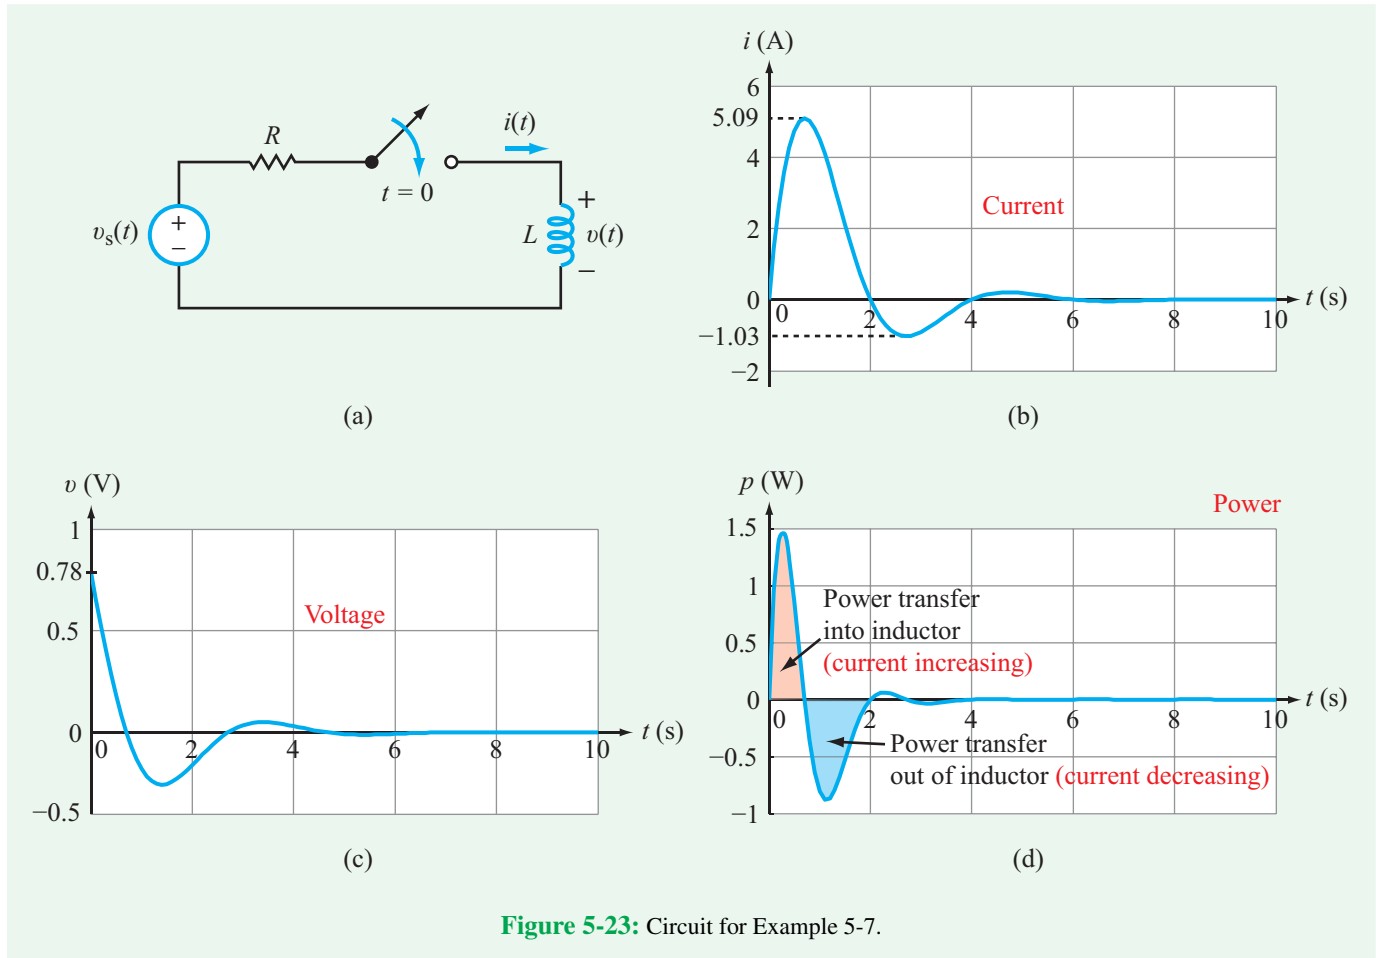 R
t = 0
i(t)
vs(t)
+
−
L
+
v(t)
−
(a)
i (A)
6
5.09
4
2
0
−1.03
−2
Current
0
2
4
6
8
10
t (s)
(b)
v (V)
1
0.78
0.5
0
−0.5
Voltage
0
2
4
6
8
10
t (s)
(c)
p (W)
Power
1.5
1
0.5
0
−0.5
−1
Power transfer
into inductor
(current increasing)
0
2
4
6
8
10
t (s)
Power transfer
out of inductor (current decreasing)
(d)
Figure 5-23: Circuit for Example 5-7.